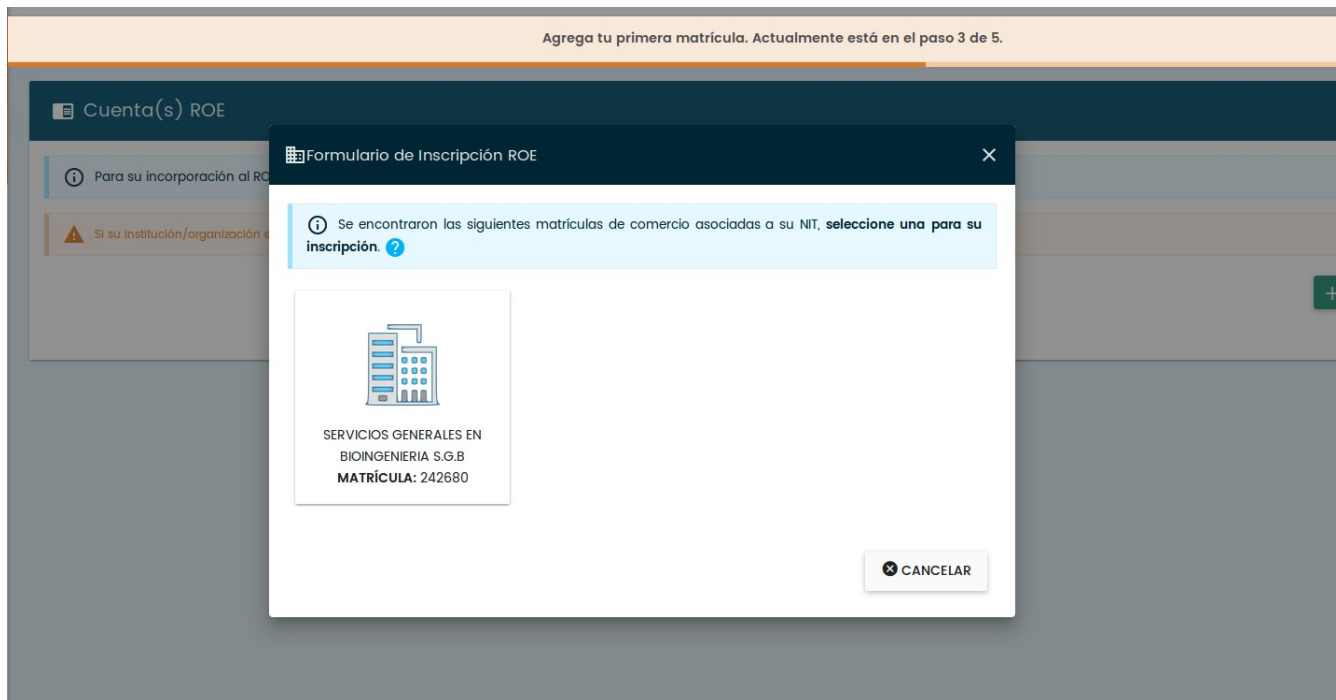 Agrega tu primera matrícula. Actualmente está en el paso 3 de 5.
Cuenta(s) ROE
Para su incorporación al RO
Si su institución/organización e
Formulario de Inscripción ROE
Se encontraron las siguientes matrículas de comercio asociadas a su NIT, seleccione una para su
inscripción.
SERVICIOS GENERALES EN
BIOINGENIERIA S.G.B
MATRÍCULA: 242680
CANCELAR